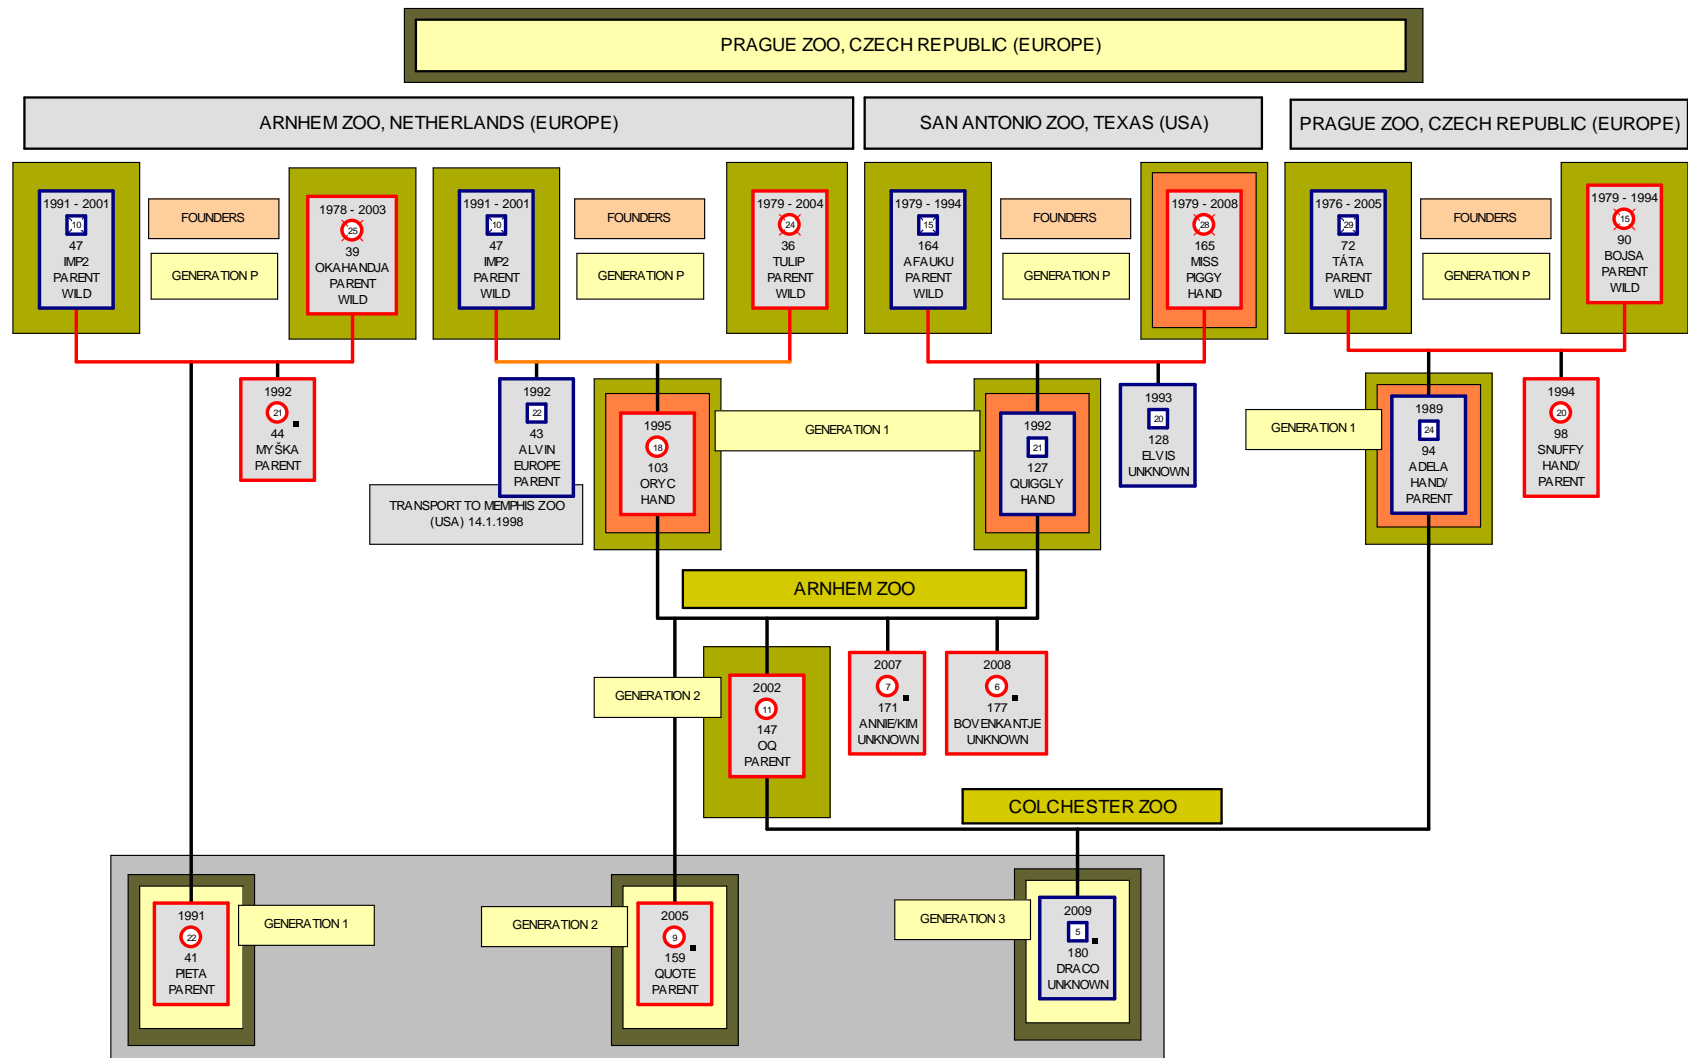 PRAGUE ZOO, CZECH REPUBLIC (EUROPE)
ARNHEM ZOO, NETHERLANDS (EUROPE)
SAN ANTONIO ZOO, TEXAS (USA)
PRAGUE ZOO, CZECH REPUBLIC (EUROPE)
1991 - 2001
10
47
IMP2
PARENT
WILD
FOUNDERS
GENERATION P
1978 - 2003
25
39
OKAHANDJA
PARENT
WILD
1991 - 2001
10
47
IMP2
PARENT
WILD
FOUNDERS
GENERATION P
1979 - 2004
24
36
TULIP
PARENT
WILD
1979 - 1994
15
164
AFAUKU
PARENT
WILD
FOUNDERS
GENERATION P
1979 - 2008
28
165
MISS
PIGGY
HAND
1976 - 2005
29
72
TÁTA
PARENT
WILD
FOUNDERS
GENERATION P
1979 - 1994
15
90
BOJSA
PARENT
WILD
1992
21
44
MYŠKA
PARENT
1992
22
43
ALVIN
EUROPE
PARENT
TRANSPORT TO MEMPHIS ZOO
(USA) 14.1.1998
1995
18
103
ORYC
HAND
GENERATION 1
1992
21
127
QUIGGLY
HAND
1993
20
128
ELVIS
UNKNOWN
GENERATION 1
1989
24
94
ADELA
HAND/
PARENT
1994
20
98
SNUFFY
HAND/
PARENT
ARNHEM ZOO
GENERATION 2
2002
11
147
OQ
PARENT
2007
7
171
ANNIE/KIM
UNKNOWN
2008
6
177
BOVENKANTJE
UNKNOWN
COLCHESTER ZOO
1991
22
41
PIETA
PARENT
GENERATION 1
GENERATION 2
2005
9
159
QUOTE
PARENT
GENERATION 3
2009
5
180
DRACO
UNKNOWN